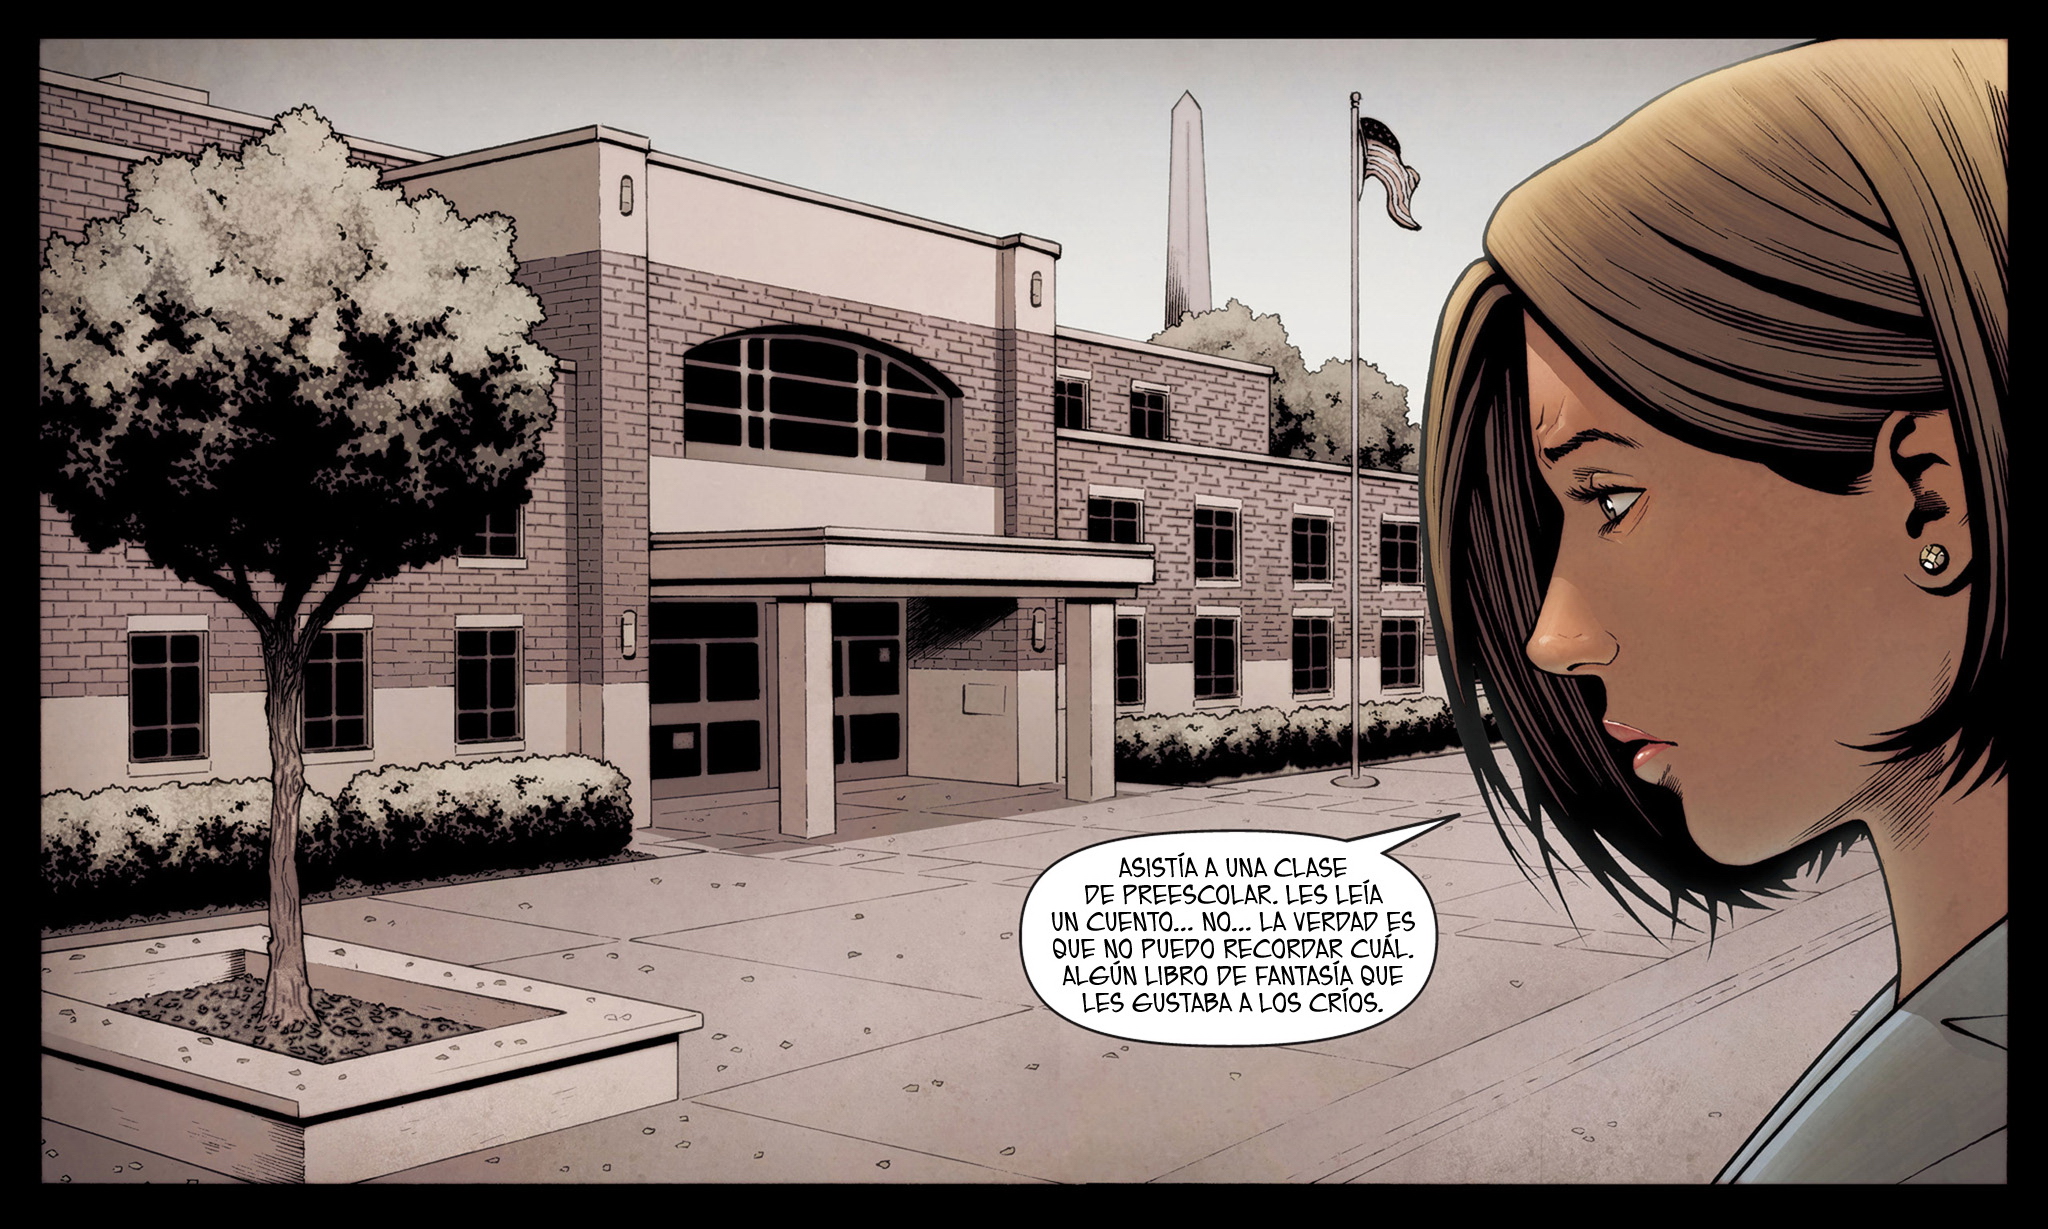 ASISTÍA A UNA CLASE
DE PREESCOLAR. LES LEÍA
UN CUENTO... NO... LA VERDAD ES
QUE NO PUEDO RECORDAR CUÁL.
ALGÚN LIBRO DE FANTASÍA QUE
LES GUSTABA A LOS CRÍOS.